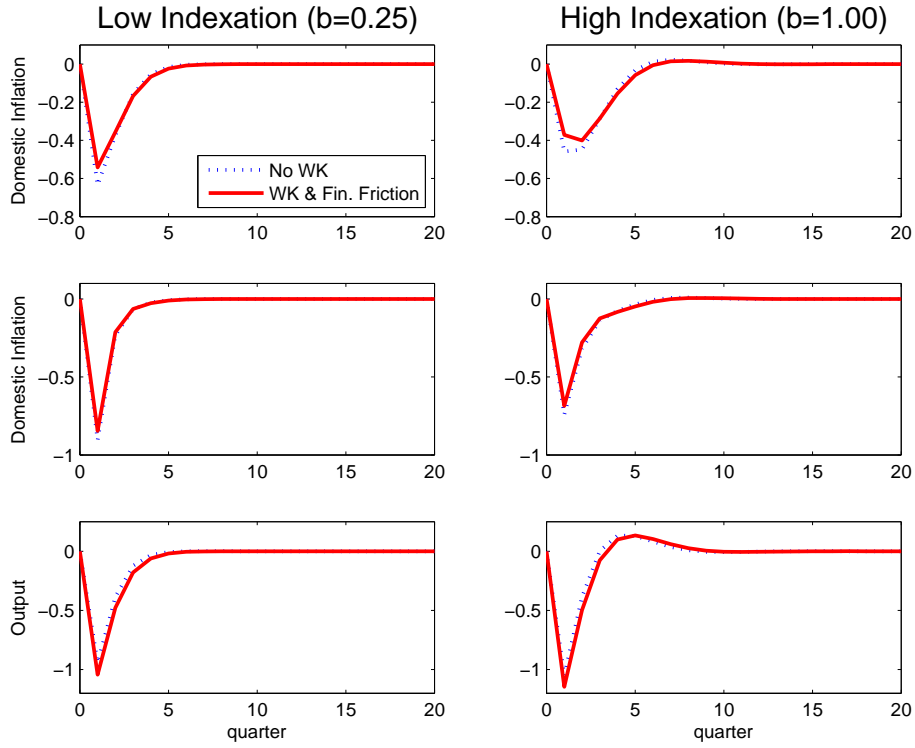 Low Indexation (b=0.25)
High Indexation (b=1.00)
Domestic Inflation
0
−0.2
−0.4
−0.6
−0.8
0 5 10 15 20
No WK
WK & Fin. Friction
0
−0.2
−0.4
−0.6
−0.8
0 5 10 15 20
Domestic Inflation
0
−0.5
−1
0 5 10 15 20
0
−0.5
−1
0 5 10 15 20
Output
0
−0.5
−1
0 5 10 15 20
quarter
0
−0.5
−1
0 5 10 15 20
quarter